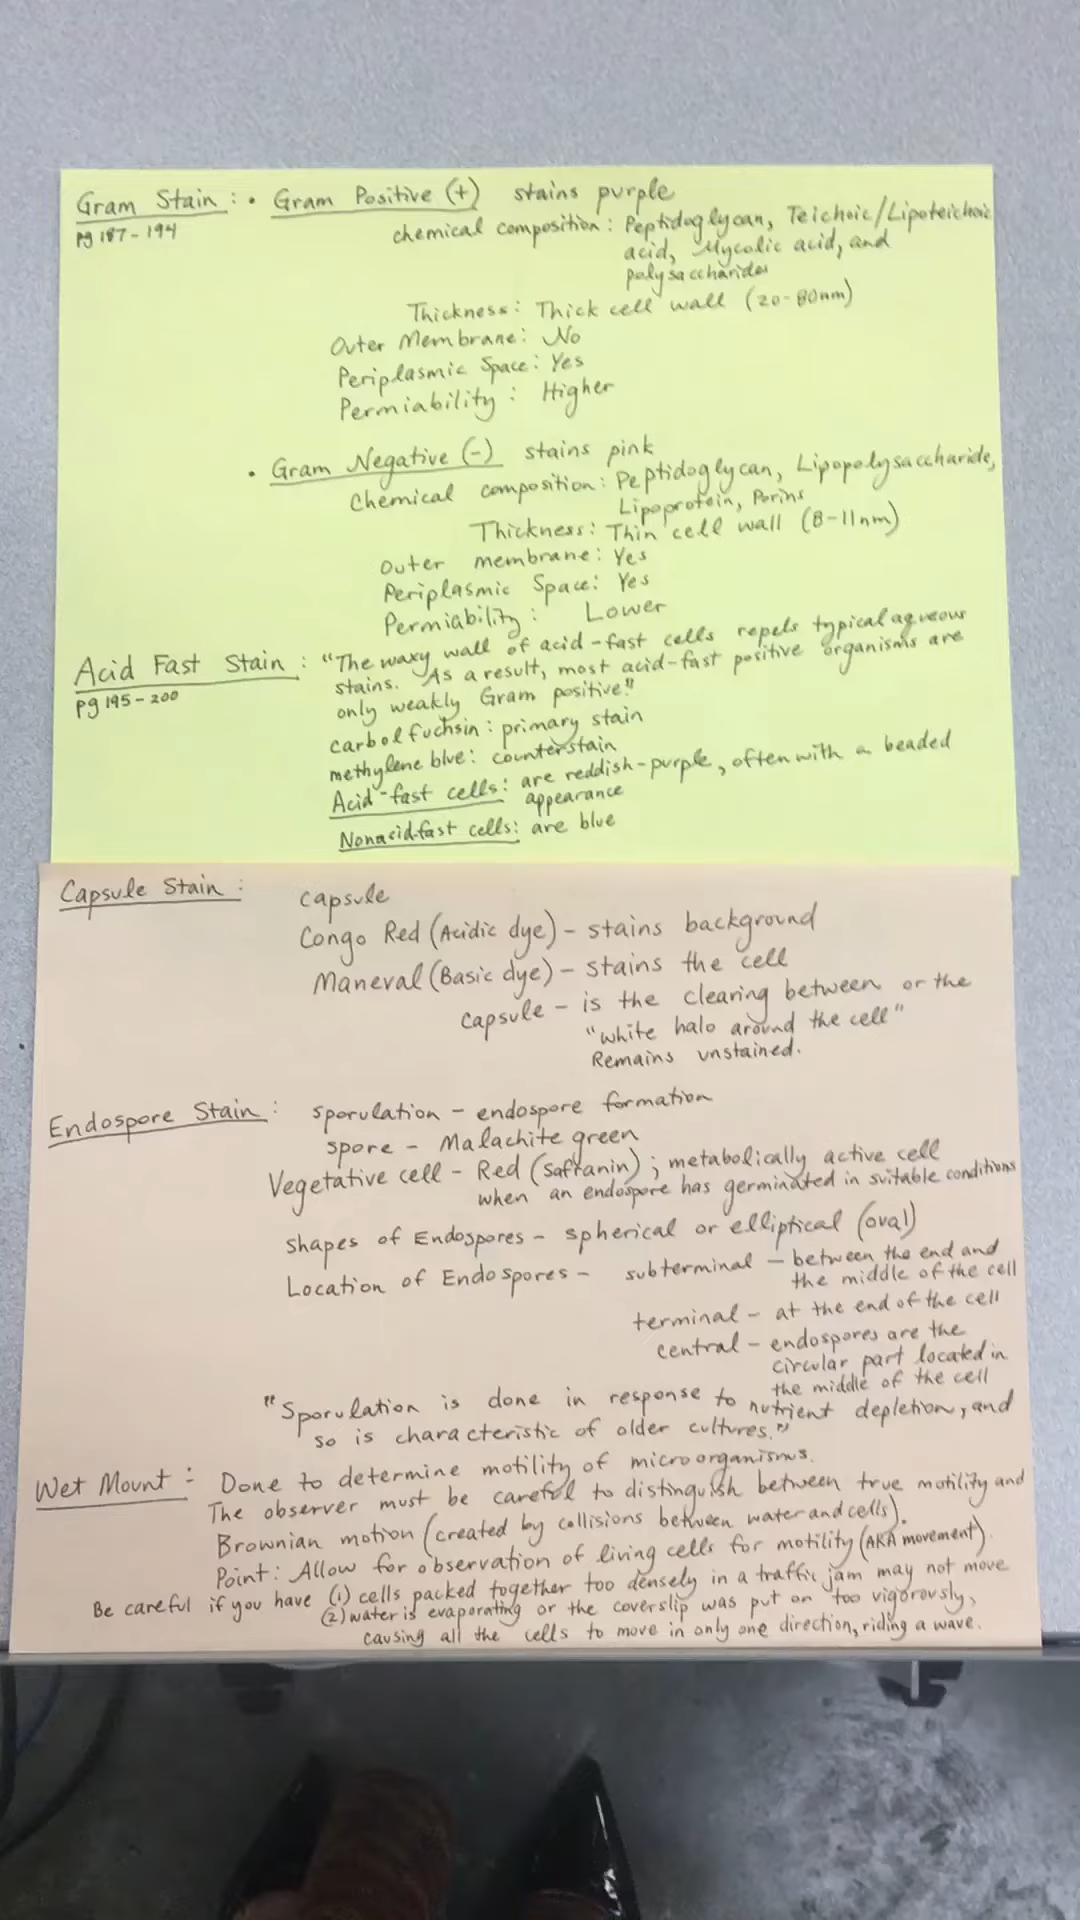 Gram Stain : • Gram Positive (+) stains purple
pg 187-194
chemical composition : Peptidoglycan, Teichoic/Lipoteichoic
acid, Mycolic acid, and
polysaccharides
Thickness : Thick cell wall (20-80nm)
Outer Membrane : No
Periplasmic Space : Yes
Permiability : Higher
• Gram Negative (-) stains pink
Chemical composition : Peptidoglycan, Lipopolysaccharide,
Lipoprotein, Porins
Thickness : Thin cell wall (8-11nm)
Outer membrane : Yes
Periplasmic Space : Yes
Permiability : Lower
Acid Fast Stain : "The waxy wall of acid-fast cells repels typical aqueous
pg 195-200
stains. As a result, most acid-fast positive organisms are
only weakly Gram positive."
carbolfuchsin : primary stain
methylene blue : counterstain
Acid-fast cells : are reddish-purple, often with a beaded
appearance
Nonacid-fast cells : are blue
Capsule Stain : capsule
Congo Red (Acidic dye) - stains background
Maneval (Basic dye) - stains the cell
capsule - is the clearing between or the
"white halo around the cell"
Remains unstained.
Endospore Stain : sporulation - endospore formation
spore - Malachite green
Vegetative cell - Red (Saffanin) ; metabolically active cell
when an endospore has germinated in suitable conditions
shapes of Endospores - spherical or elliptical (oval)
Location of Endospores - subterminal - between the end and
the middle of the cell
terminal - at the end of the cell
central - endospores are the
circular part located in
the middle of the cell
"Sporulation is done in response to nutrient depletion, and
so is characteristic of older cultures."
Wet Mount : Done to determine motility of microorganisms.
The observer must be careful to distinguish between true motility and
Brownian motion (created by collisions between water and cells).
Point : Allow for observation of living cells for motility (AKA movement).
Be careful if you have (1) cells packed together too densely in a traffic jam may not move
(2) water is evaporating or the coverslip was put on too vigorously,
causing all the cells to move in only one direction, riding a wave.